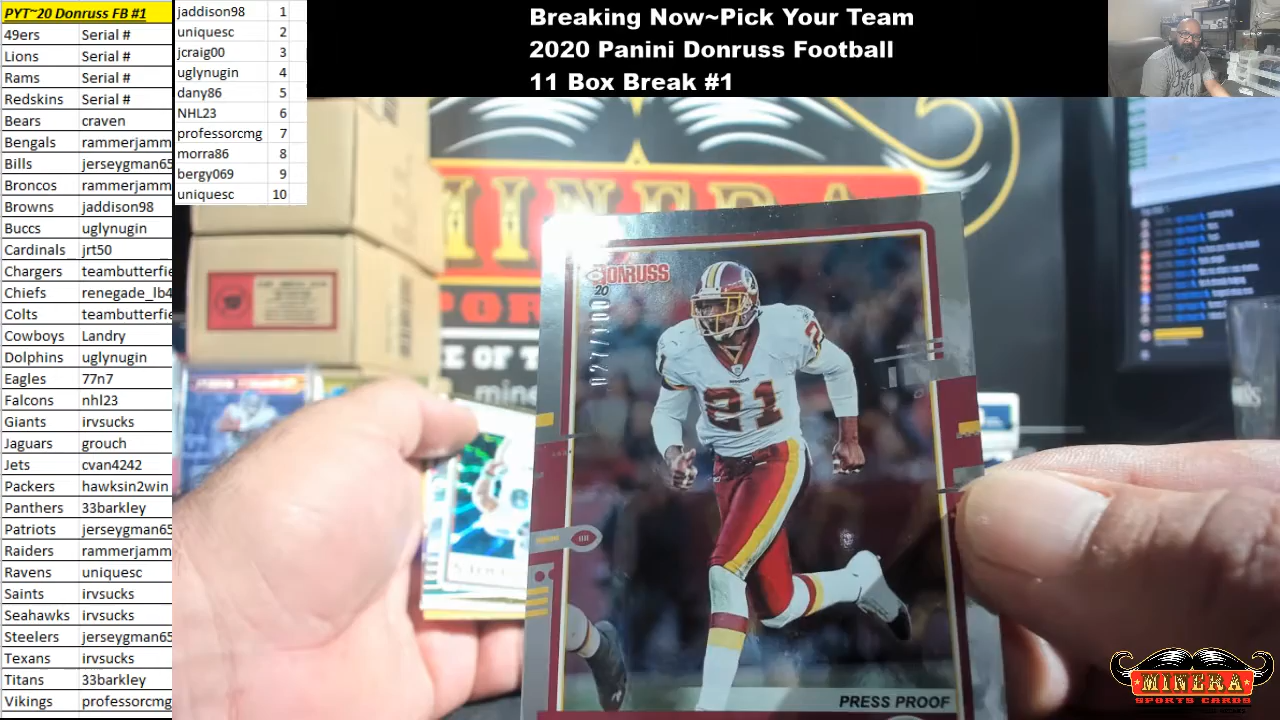 PYT~20 Donruss FB #1
49ers Serial #
Lions Serial #
Rams Serial #
Redskins Serial #
Bears craven
Bengals rammerjamm
Bills jerseygman65
Broncos rammerjamm
Browns jaddison98
Buccs uglynugin
Cardinals jrt50
Chargers teambutterfie
Chiefs renegade_lb4
Colts teambutterfie
Cowboys Landry
Dolphins uglynugin
Eagles 77n7
Falcons nhl23
Giants irvsucks
Jaguars grouch
Jets cvan4242
Packers hawksin2win
Panthers 33barkley
Patriots jerseygman65
Raiders rammerjamm
Ravens uniquesc
Saints irvsucks
Seahawks irvsucks
Steelers jerseygman65
Texans irvsucks
Titans 33barkley
Vikings professorcmg
jaddison98 1
uniquesc 2
jcraig00 3
uglynugin 4
dany86 5
NHL23 6
professorcmg 7
morra86 8
bergy069 9
uniquesc 10
Breaking Now~Pick Your Team
2020 Panini Donruss Football
11 Box Break #1
MINERA
DONRUSS
20
027/100
21
PRESS PROOF
MINERA
SPORTS CARDS